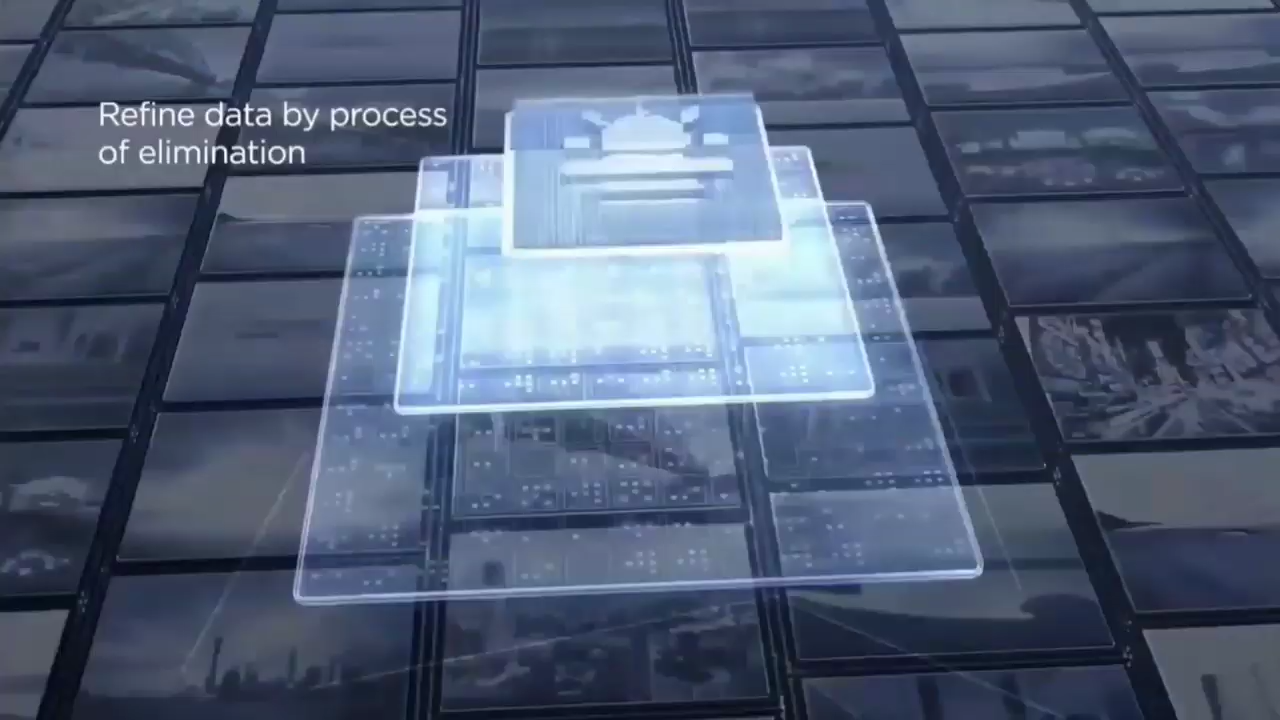 Refine data by process
of elimination